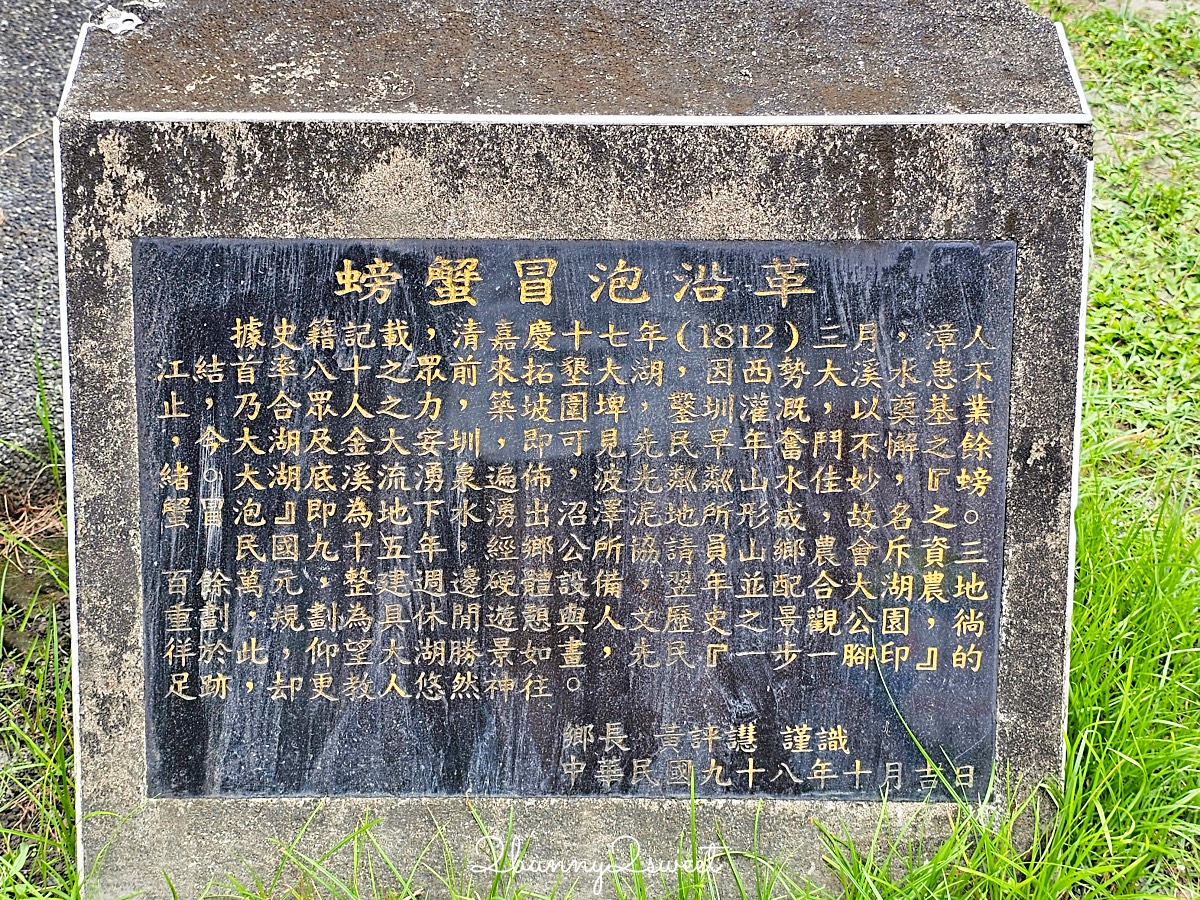 螃蟹冒泡沿革
據史籍記載，清嘉慶十七年（1812）三月，漳人
江結首率八十之眾前來拓墾大湖，因西勢大溪水患不
止，乃合眾人之力築坡圍埤，鑿圳灌溉，以奠基業
，今大湖及金大安圳，即可見先民早年奮鬥不懈之餘
緒。大湖底溪流湧泉遍佈，波光粼粼山水佳妙，『螃
蟹冒泡』即為地下水湧出沼澤泥地所形成，故名之。
民國九十五年，經鄉公所協請員山鄉農會斥資三
百餘萬元，整建週邊硬體設備，翌年並配合大湖農地
重劃，規劃為具休閒遊憩與人文歷史之景觀公園，徜
徉於此，仰望大湖勝景如畫，先民『一步一腳印』的
足跡，卻更教人悠然神往。
鄉長 黃評譓 謹識
中華民國九十八年十月吉日
2bunny2sweet